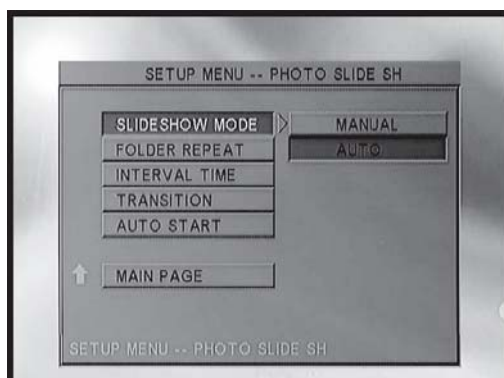 SETUP MENU -- PHOTO SLIDE SH
SLIDESHOW MODE
MANUAL
FOLDER REPEAT
AUTO
INTERVAL TIME
TRANSITION
AUTO START
MAIN PAGE
SETUP MENU -- PHOTO SLIDE SH